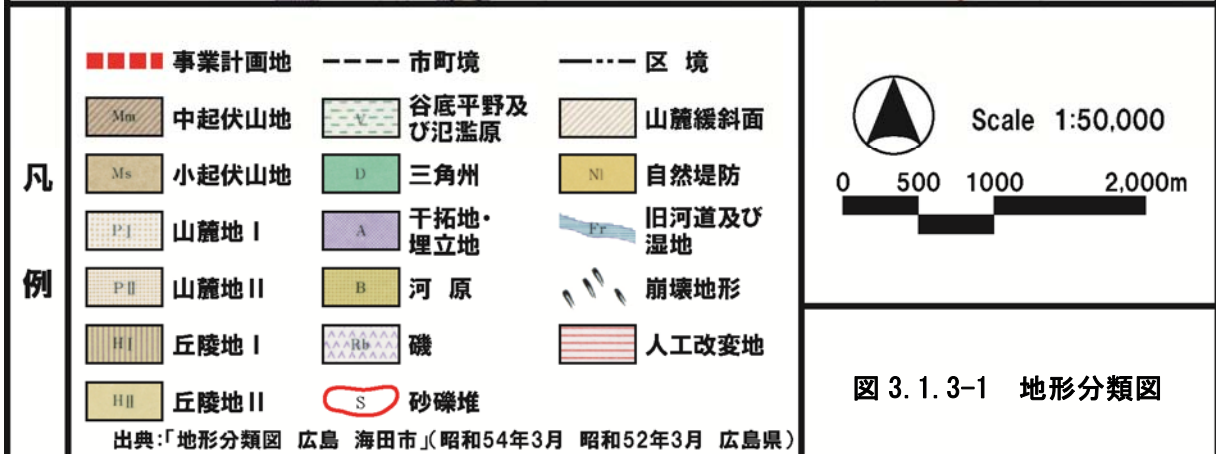 凡
例
事業計画地
市町境
区 境
Mm 中起伏山地
V 谷底平野及
び氾濫原
山麓緩斜面
Ms 小起伏山地
D 三角州
Nl 自然堤防
PⅠ 山麓地Ⅰ
A 干拓地・
埋立地
Fr 旧河道及び
湿地
PⅡ 山麓地Ⅱ
B 河 原
崩壊地形
HⅠ 丘陵地Ⅰ
Rb 磯
人工改変地
HⅡ 丘陵地Ⅱ
S 砂礫堆
出典:「地形分類図 広島 海田市」(昭和54年3月 昭和52年3月 広島県)
Scale 1:50,000
0 500 1000 2,000m
図 3.1.3-1 地形分類図